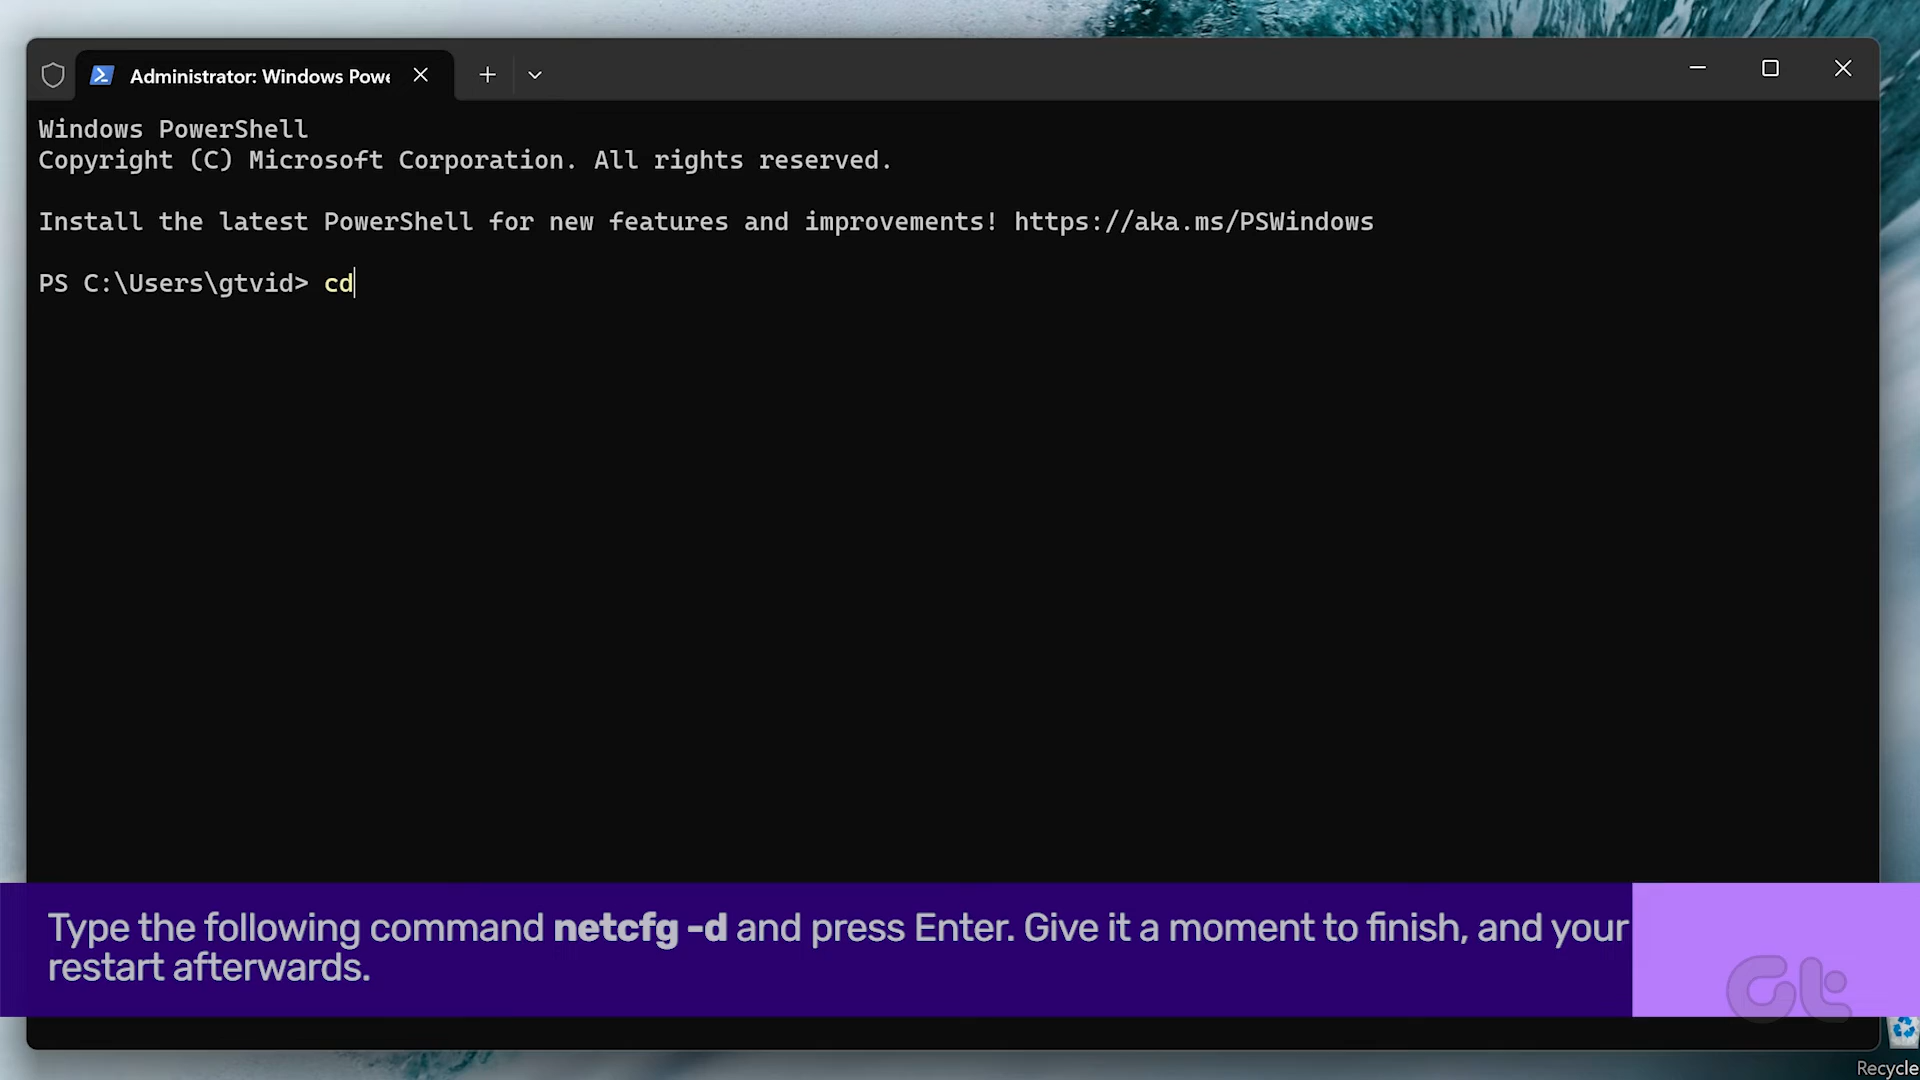 Administrator: Windows Powe
Windows PowerShell
Copyright (C) Microsoft Corporation. All rights reserved.
Install the latest PowerShell for new features and improvements! https://aka.ms/PSWindows
PS C:\Users\gtvid> cd
Type the following command netcfg -d and press Enter. Give it a moment to finish, and your
restart afterwards.
Gt
Recycle